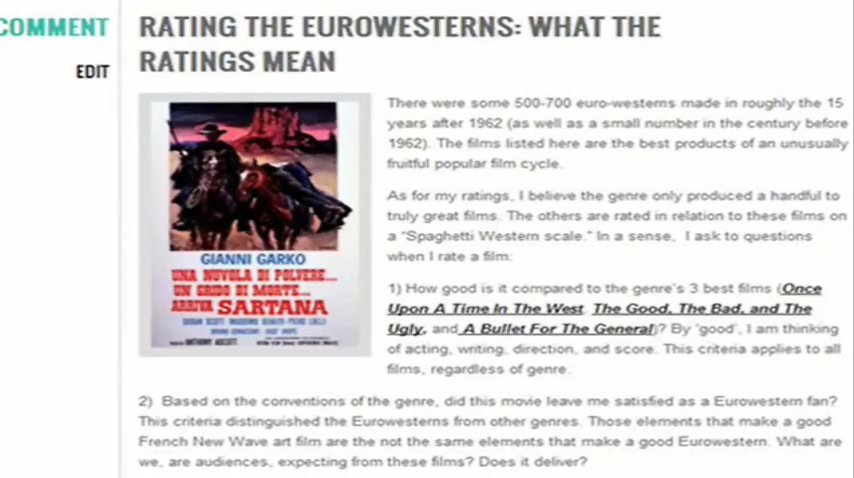 COMMENT
EDIT
RATING THE EUROWESTERNS: WHAT THE
RATINGS MEAN
There were some 500-700 euro-westerns made in roughly the 15
years after 1962 (as well as a small number in the century before
1962). The films listed here are the best products of an unusually
fruitful popular film cycle.
As for my ratings, I believe the genre only produced a handful to
truly great films. The others are rated in relation to these films on
a "Spaghetti Western scale." In a sense, I ask to questions
when I rate a film:
1) How good is it compared to the genre's 3 best films (Once
Upon A Time In The West, The Good, The Bad, and The
Ugly, and A Bullet For The General)? By 'good', I am thinking
of acting, writing, direction, and score. This criteria applies to all
films, regardless of genre.
2) Based on the conventions of the genre, did this movie leave me satisfied as a Eurowestern fan?
This criteria distinguished the Eurowesterns from other genres. Those elements that make a good
French New Wave art film are the not the same elements that make a good Eurowestern. What are
we, are audiences, expecting from these films? Does it deliver?
GIANNI GARKO
UNA NUVOLA DI POLVERE...
UN GRIDO DI MORTE...
ARRIVA SARTANA
SUSAN SCOTT MASSIMO
ANTHONY ASCOTT